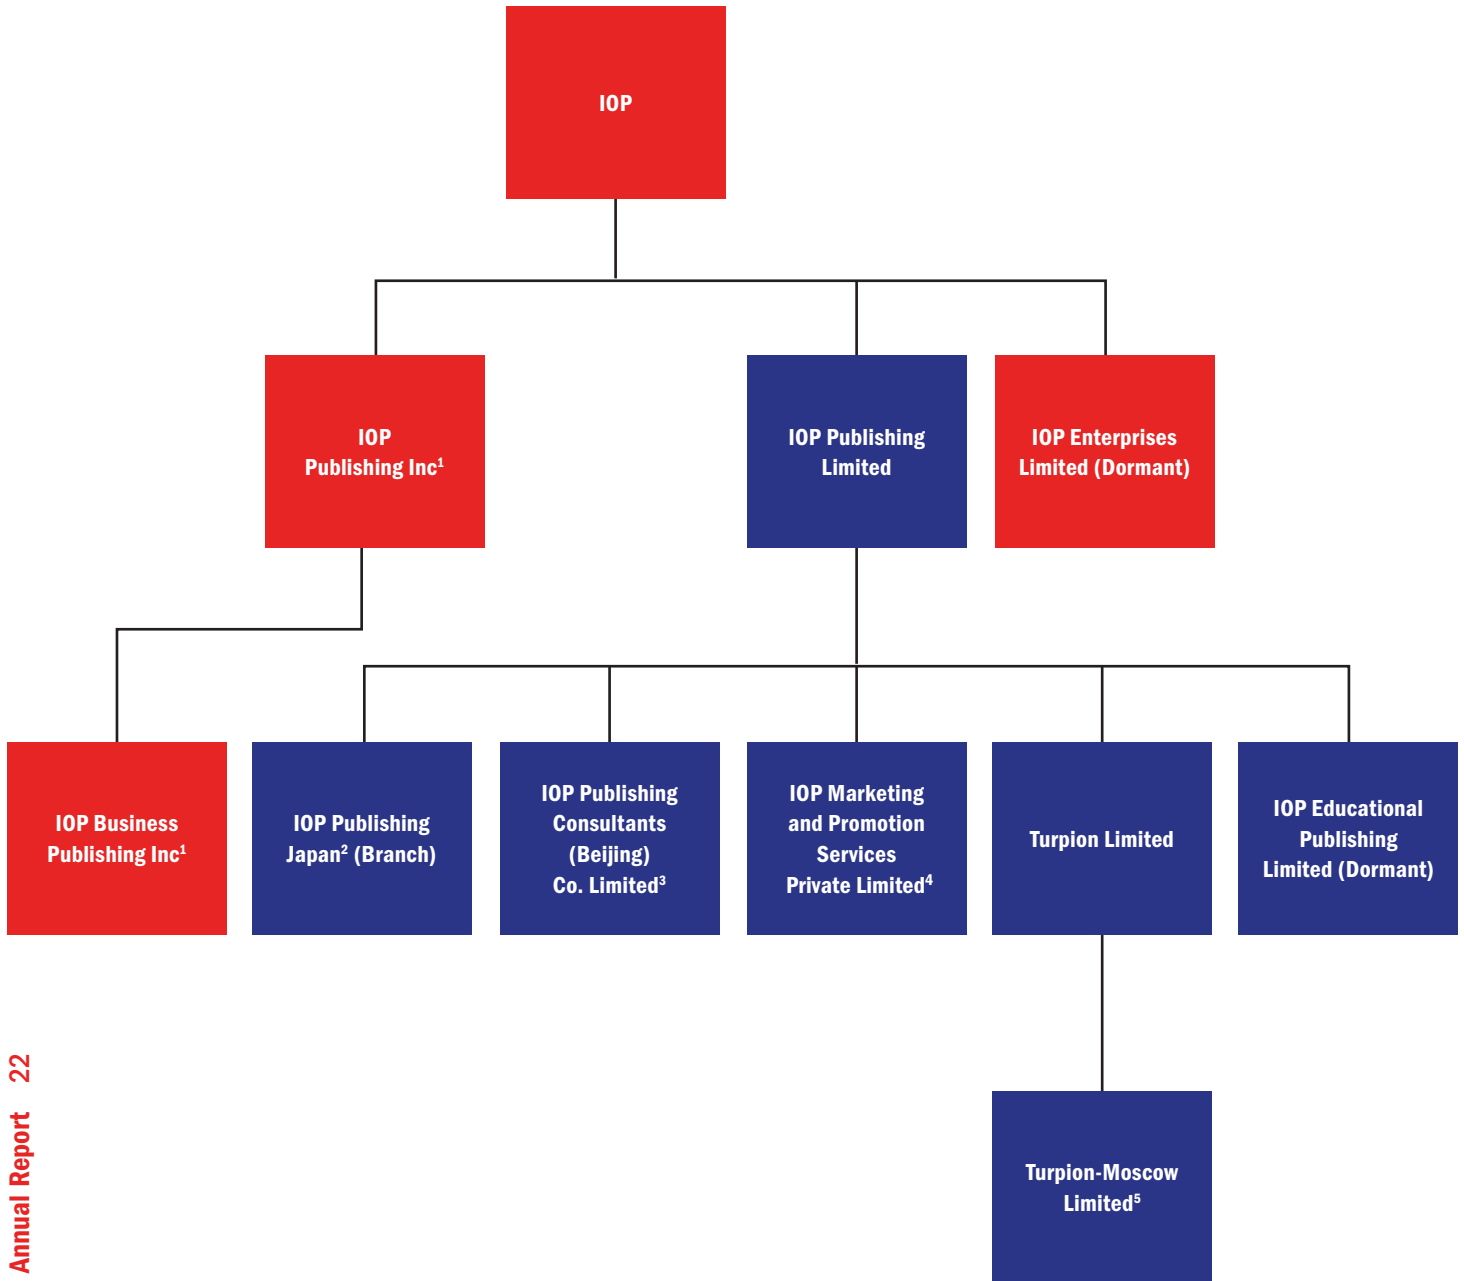 IOP
IOP
Publishing Inc¹
IOP Publishing
Limited
IOP Enterprises
Limited (Dormant)
IOP Business
Publishing Inc¹
IOP Publishing
Japan² (Branch)
IOP Publishing
Consultants
(Beijing)
Co. Limited³
IOP Marketing
and Promotion
Services
Private Limited⁴
Turpion Limited
IOP Educational
Publishing
Limited (Dormant)
Turpion-Moscow
Limited⁵
Annual Report 22